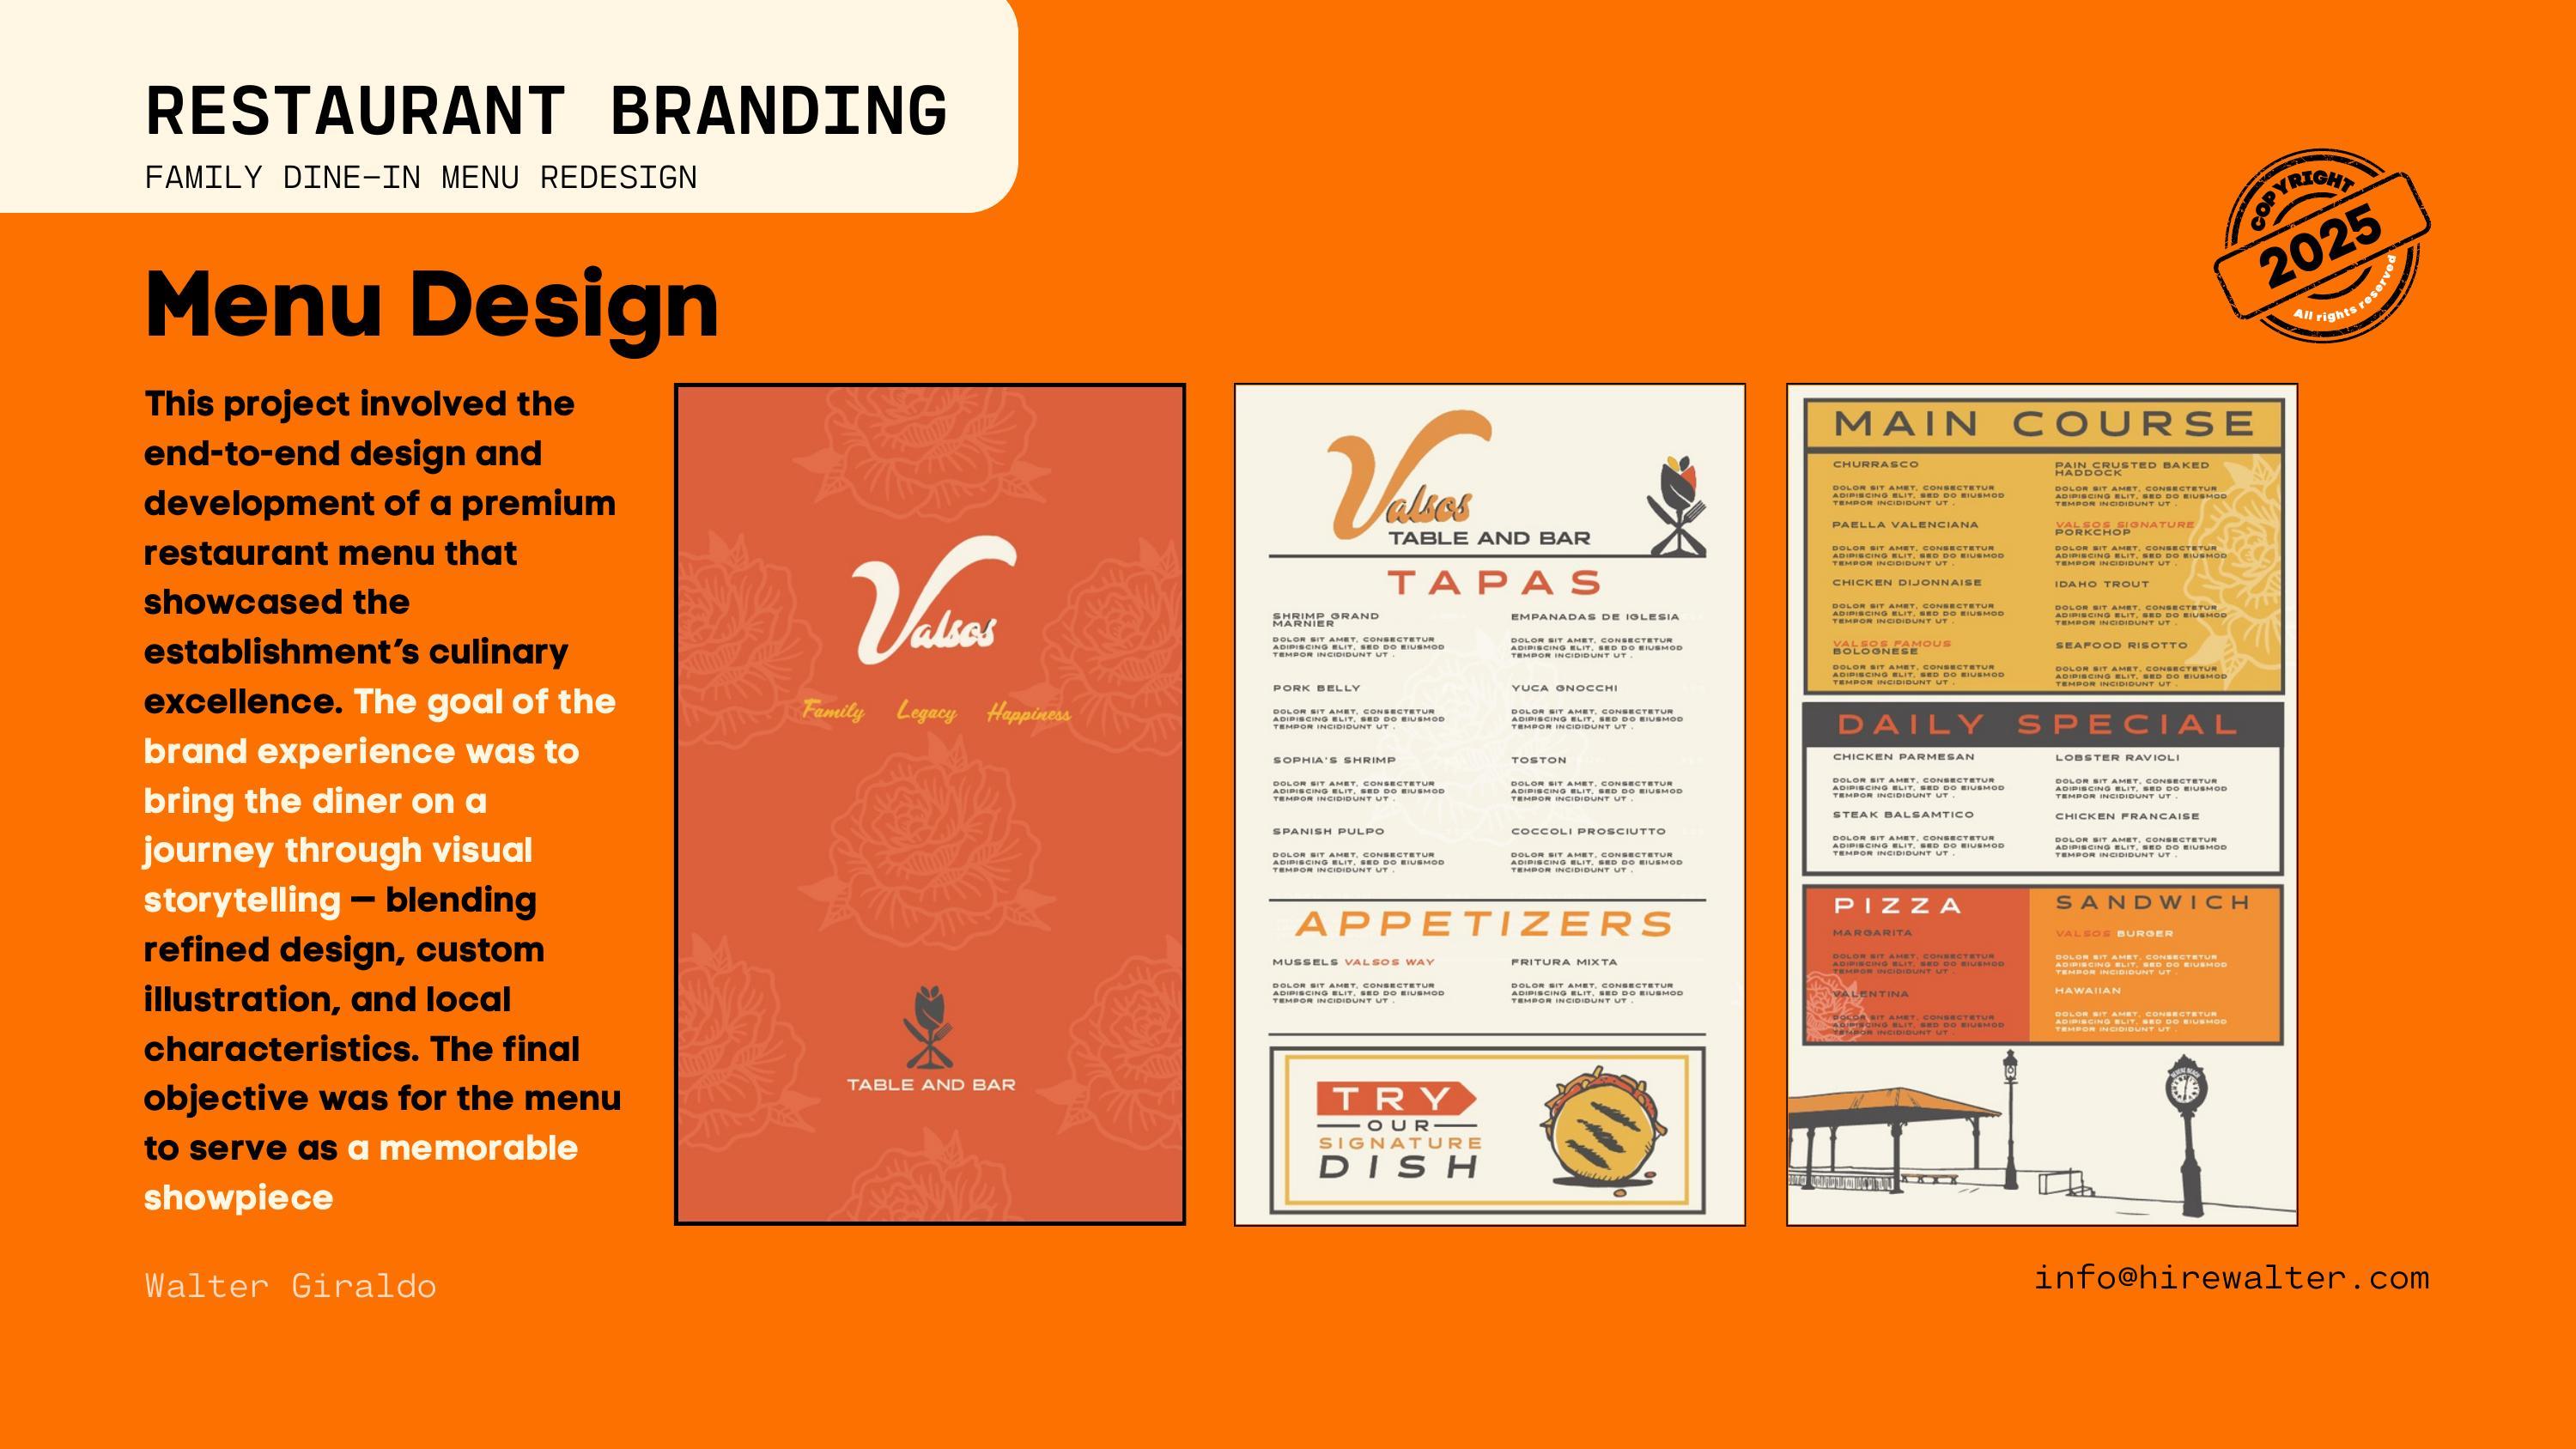 RESTAURANT BRANDING
FAMILY DINE-IN MENU REDESIGN
COPYRIGHT
2025
All rights reserved
Menu Design
This project involved the
end-to-end design and
development of a premium
restaurant menu that
showcased the
establishment's culinary
excellence. The goal of the
brand experience was to
bring the diner on a
journey through visual
storytelling — blending
refined design, custom
illustration, and local
characteristics. The final
objective was for the menu
to serve as a memorable
showpiece
Valsos
Family Legacy Happiness
TABLE AND BAR
Valsos
TABLE AND BAR
TAPAS
SHRIMP GRAND
MARNIER
DOLOR SIT AMET, CONSECTETUR
ADIPISCING ELIT, SED DO EIUSMOD
TEMPOR INCIDIDUNT UT .
EMPANADAS DE IGLESIA
DOLOR SIT AMET, CONSECTETUR
ADIPISCING ELIT, SED DO EIUSMOD
TEMPOR INCIDIDUNT UT .
PORK BELLY
DOLOR SIT AMET, CONSECTETUR
ADIPISCING ELIT, SED DO EIUSMOD
TEMPOR INCIDIDUNT UT .
YUCA GNOCCHI
DOLOR SIT AMET, CONSECTETUR
ADIPISCING ELIT, SED DO EIUSMOD
TEMPOR INCIDIDUNT UT .
SOPHIA'S SHRIMP
DOLOR SIT AMET, CONSECTETUR
ADIPISCING ELIT, SED DO EIUSMOD
TEMPOR INCIDIDUNT UT .
TOSTON
DOLOR SIT AMET, CONSECTETUR
ADIPISCING ELIT, SED DO EIUSMOD
TEMPOR INCIDIDUNT UT .
SPANISH PULPO
DOLOR SIT AMET, CONSECTETUR
ADIPISCING ELIT, SED DO EIUSMOD
TEMPOR INCIDIDUNT UT .
COCCOLI PROSCIUTTO
DOLOR SIT AMET, CONSECTETUR
ADIPISCING ELIT, SED DO EIUSMOD
TEMPOR INCIDIDUNT UT .
APPETIZERS
MUSSELS VALSOS WAY
DOLOR SIT AMET, CONSECTETUR
ADIPISCING ELIT, SED DO EIUSMOD
TEMPOR INCIDIDUNT UT .
FRITURA MIXTA
DOLOR SIT AMET, CONSECTETUR
ADIPISCING ELIT, SED DO EIUSMOD
TEMPOR INCIDIDUNT UT .
TRY
OUR
SIGNATURE
DISH
MAIN COURSE
CHURRASCO
DOLOR SIT AMET, CONSECTETUR
ADIPISCING ELIT, SED DO EIUSMOD
TEMPOR INCIDIDUNT UT .
PAIN CRUSTED BAKED
HADDOCK
DOLOR SIT AMET, CONSECTETUR
ADIPISCING ELIT, SED DO EIUSMOD
TEMPOR INCIDIDUNT UT .
PAELLA VALENCIANA
DOLOR SIT AMET, CONSECTETUR
ADIPISCING ELIT, SED DO EIUSMOD
TEMPOR INCIDIDUNT UT .
VALSOS SIGNATURE
PORKCHOP
DOLOR SIT AMET, CONSECTETUR
ADIPISCING ELIT, SED DO EIUSMOD
TEMPOR INCIDIDUNT UT .
CHICKEN DIJONNAISE
DOLOR SIT AMET, CONSECTETUR
ADIPISCING ELIT, SED DO EIUSMOD
TEMPOR INCIDIDUNT UT .
IDAHO TROUT
DOLOR SIT AMET, CONSECTETUR
ADIPISCING ELIT, SED DO EIUSMOD
TEMPOR INCIDIDUNT UT .
VALSOS FAMOUS
BOLOGNESE
DOLOR SIT AMET, CONSECTETUR
ADIPISCING ELIT, SED DO EIUSMOD
TEMPOR INCIDIDUNT UT .
SEAFOOD RISOTTO
DOLOR SIT AMET, CONSECTETUR
ADIPISCING ELIT, SED DO EIUSMOD
TEMPOR INCIDIDUNT UT .
DAILY SPECIAL
CHICKEN PARMESAN
DOLOR SIT AMET, CONSECTETUR
ADIPISCING ELIT, SED DO EIUSMOD
TEMPOR INCIDIDUNT UT .
LOBSTER RAVIOLI
DOLOR SIT AMET, CONSECTETUR
ADIPISCING ELIT, SED DO EIUSMOD
TEMPOR INCIDIDUNT UT .
STEAK BALSAMTICO
DOLOR SIT AMET, CONSECTETUR
ADIPISCING ELIT, SED DO EIUSMOD
TEMPOR INCIDIDUNT UT .
CHICKEN FRANCAISE
DOLOR SIT AMET, CONSECTETUR
ADIPISCING ELIT, SED DO EIUSMOD
TEMPOR INCIDIDUNT UT .
PIZZA
MARGARITA
DOLOR SIT AMET, CONSECTETUR
ADIPISCING ELIT, SED DO EIUSMOD
TEMPOR INCIDIDUNT UT .
VALENTINA
DOLOR SIT AMET, CONSECTETUR
ADIPISCING ELIT, SED DO EIUSMOD
TEMPOR INCIDIDUNT UT .
SANDWICH
VALSOS BURGER
DOLOR SIT AMET, CONSECTETUR
ADIPISCING ELIT, SED DO EIUSMOD
TEMPOR INCIDIDUNT UT .
HAWAIIAN
DOLOR SIT AMET, CONSECTETUR
ADIPISCING ELIT, SED DO EIUSMOD
TEMPOR INCIDIDUNT UT .
Walter Giraldo
info@hirewalter.com